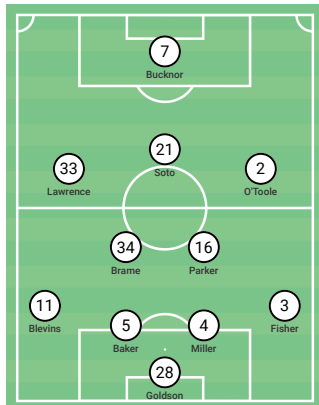 7
Bucknor
21
Soto
33
Lawrence
2
O'Toole
34
Brame
16
Parker
11
Blevins
3
Fisher
5
Baker
4
Miller
28
Goldson